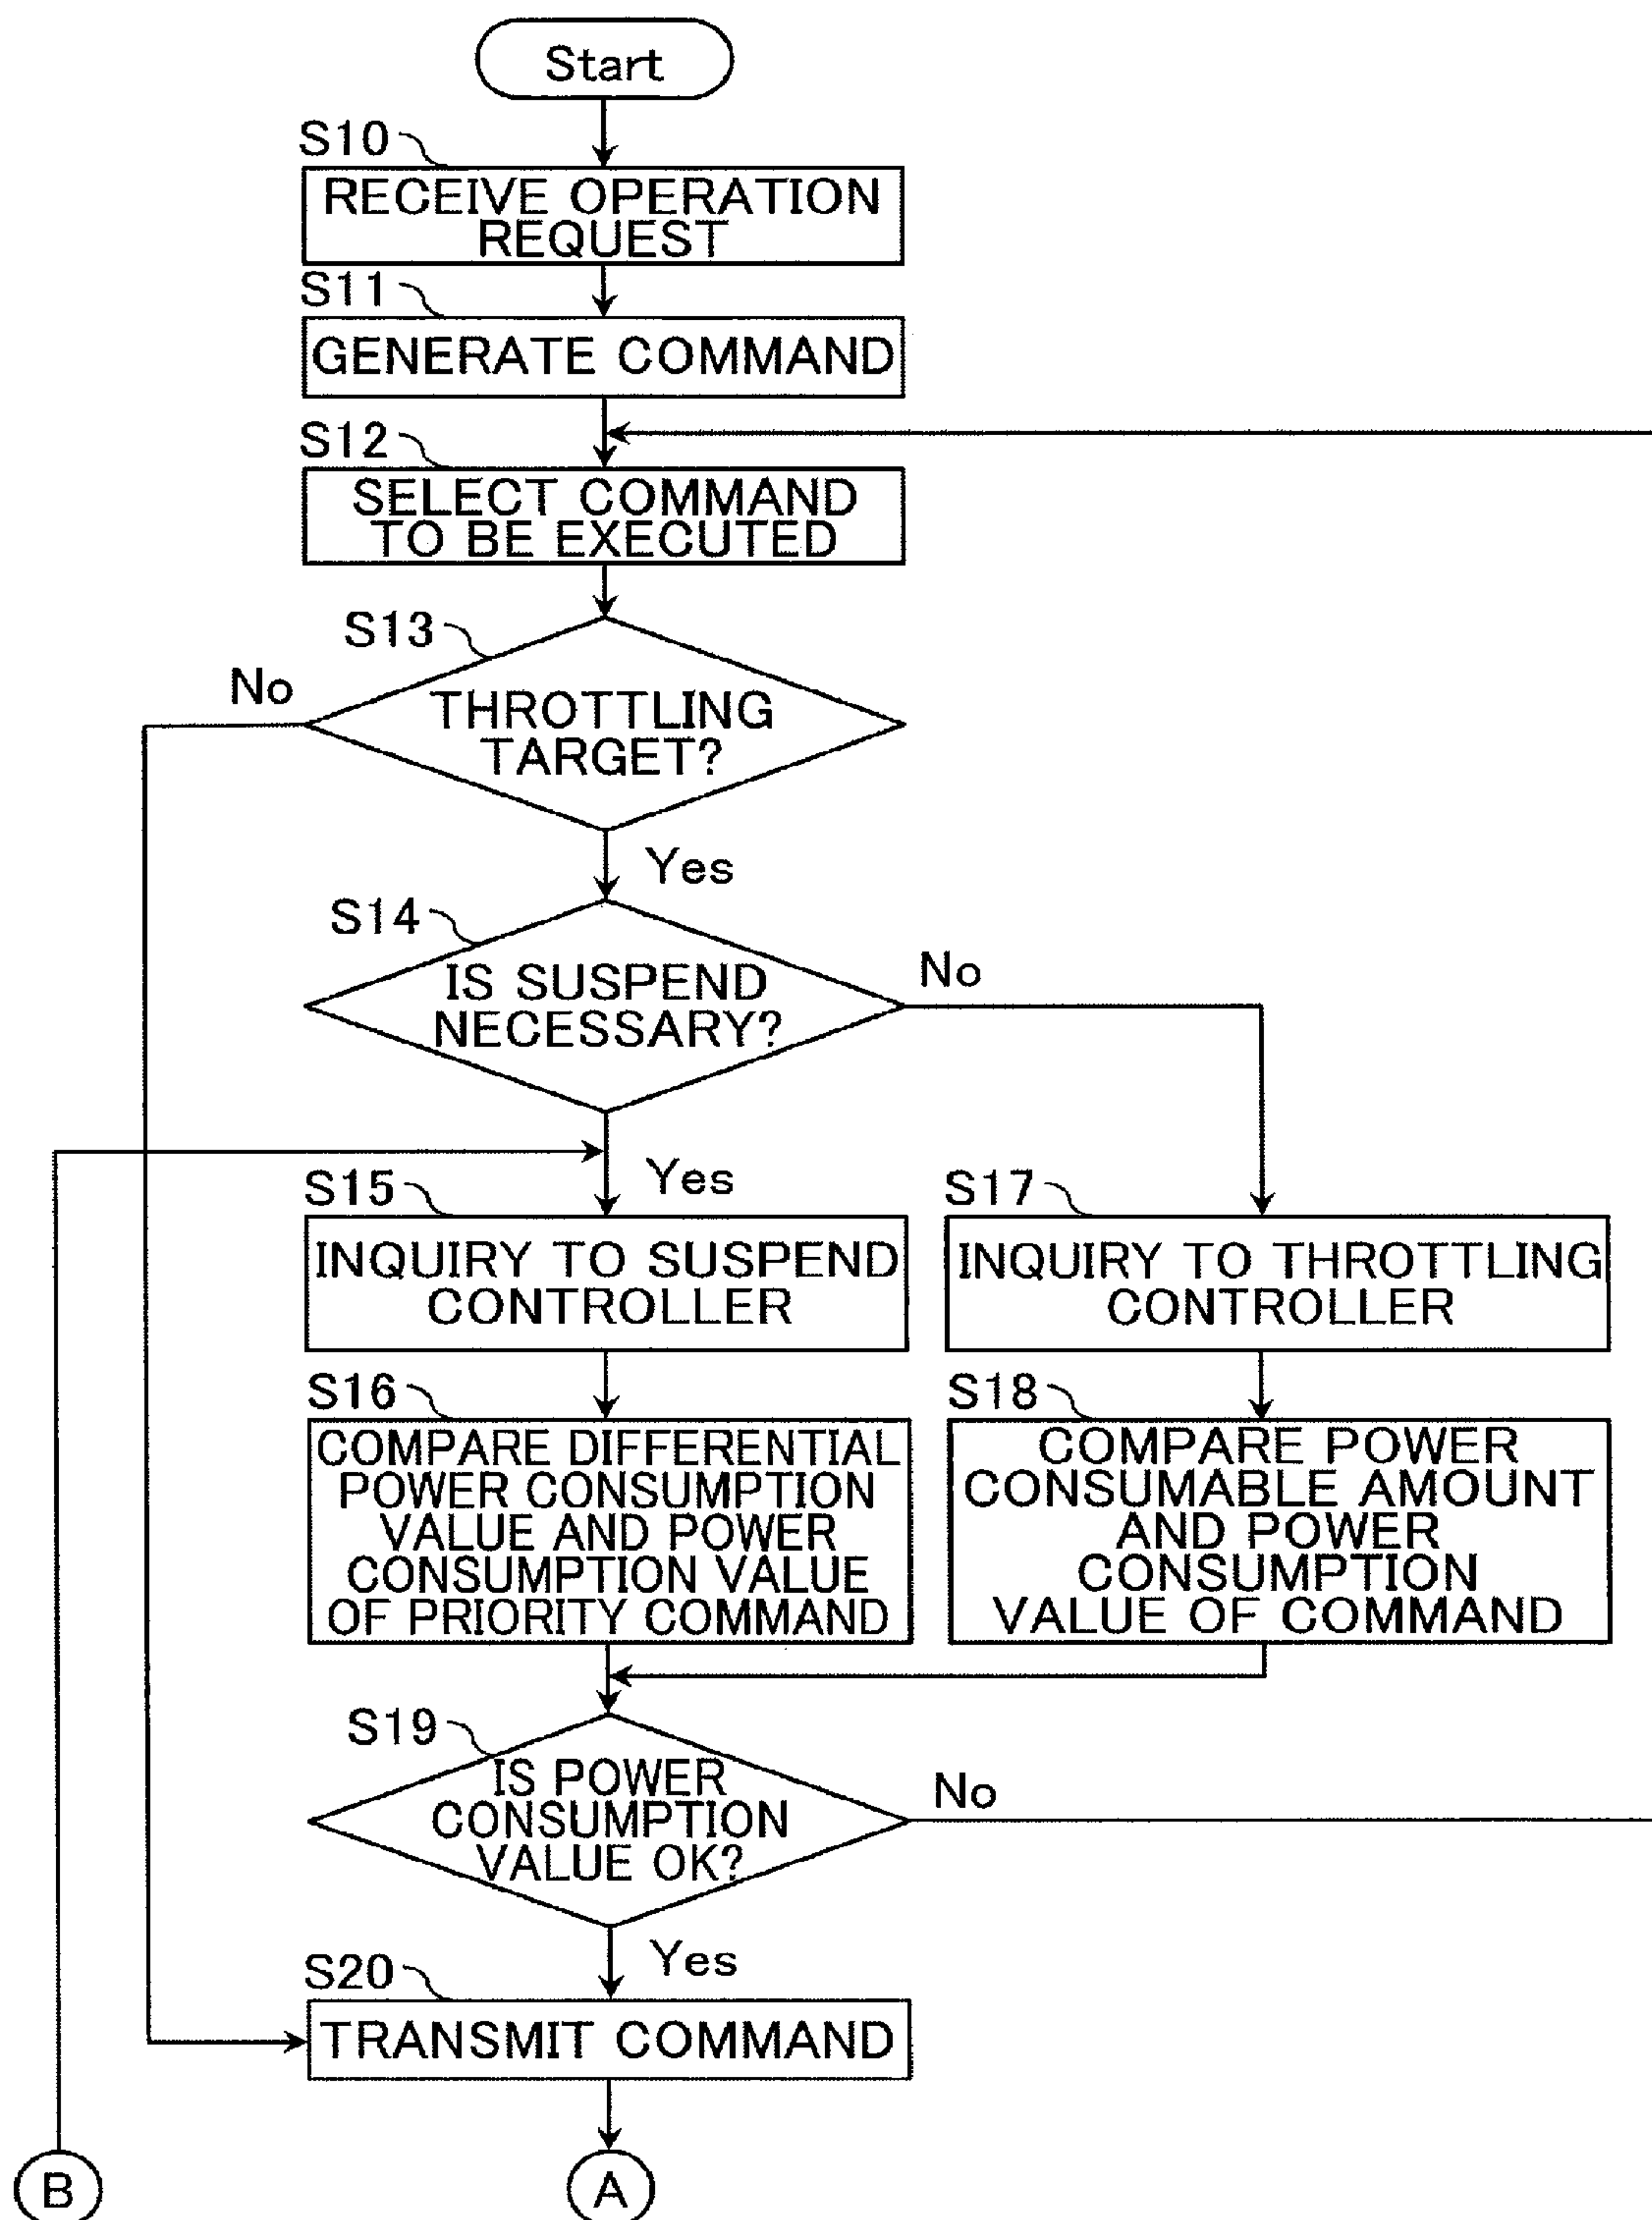 Start
S10
RECEIVE OPERATION
REQUEST
S11
GENERATE COMMAND
S12
SELECT COMMAND
TO BE EXECUTED
S13
No
THROTTLING
TARGET?
Yes
S14
No
IS SUSPEND
NECESSARY?
Yes
S15
INQUIRY TO SUSPEND
CONTROLLER
S17
INQUIRY TO THROTTLING
CONTROLLER
S16
COMPARE DIFFERENTIAL
POWER CONSUMPTION
VALUE AND POWER
CONSUMPTION VALUE
OF PRIORITY COMMAND
S18
COMPARE POWER
CONSUMABLE AMOUNT
AND POWER
CONSUMPTION
VALUE OF COMMAND
S19
IS POWER
CONSUMPTION
VALUE OK?
No
Yes
S20
TRANSMIT COMMAND
B
A